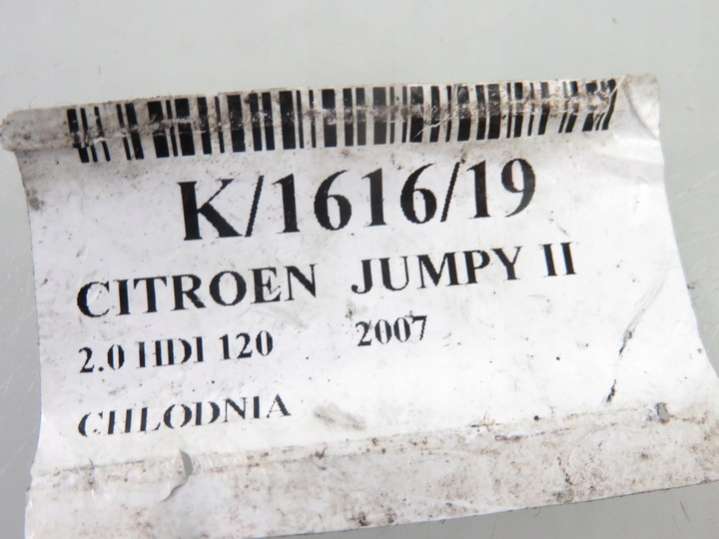 K/1616/19
CITROEN JUMPY II
2.0 HDI 120 2007
CHLODNIA